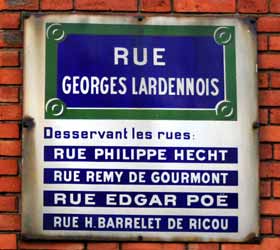 RUE
GEORGES LARDENNOIS
Desservant les rues:
RUE PHILIPPE HECHT
RUE REMY DE GOURMONT
RUE EDGAR POE
RUE H. BARRELET DE RICOU